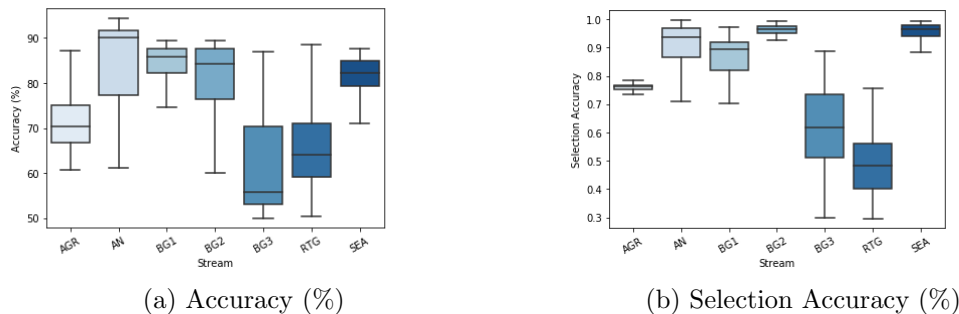 90
80
70
60
50
Accuracy (%)
AGR AN BG1 BG2 BG3 RTG SEA
Stream
(a) Accuracy (%)
1.0
0.9
0.8
0.7
0.6
0.5
0.4
0.3
Selection Accuracy
AGR AN BG1 BG2 BG3 RTG SEA
Stream
(b) Selection Accuracy (%)